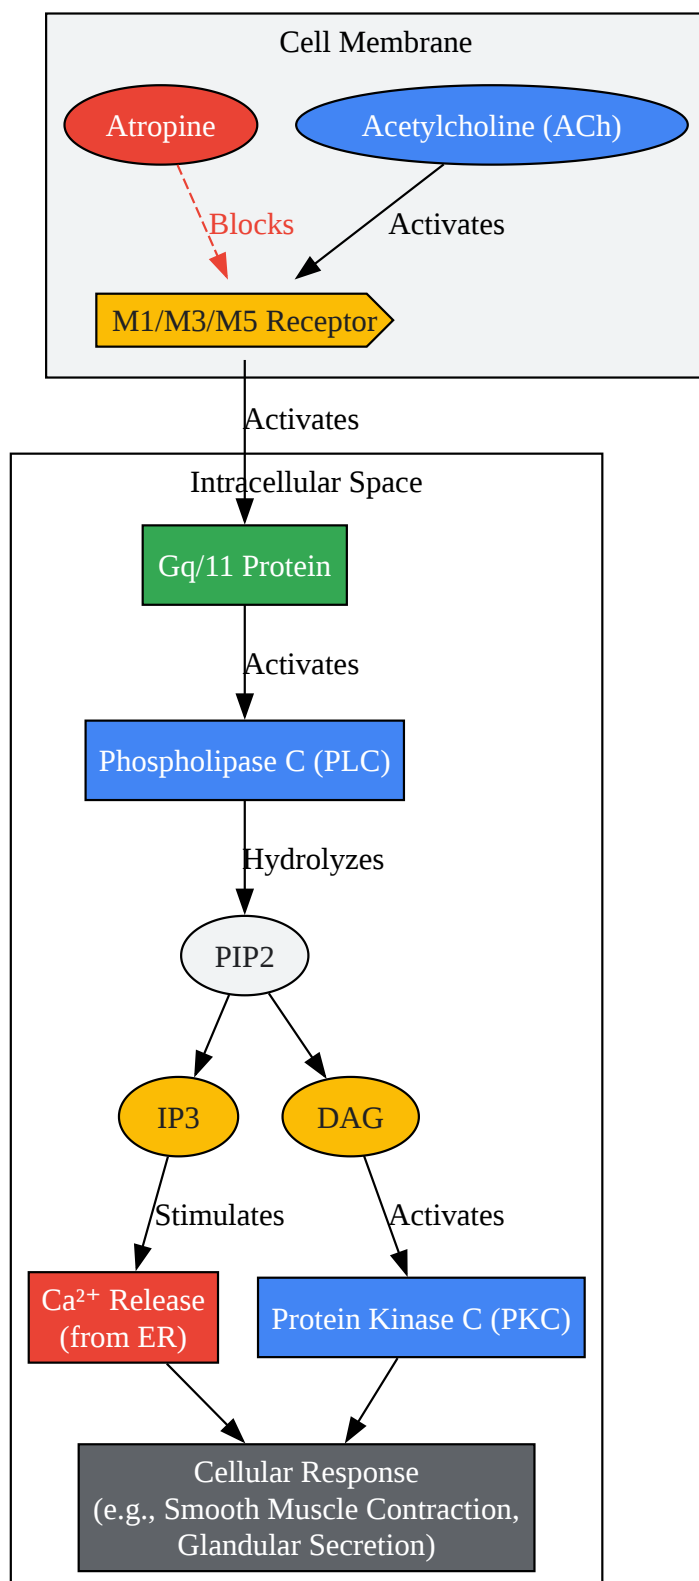 Cell Membrane
Atropine
Acetylcholine (ACh)
Blocks
Activates
M1/M3/M5 Receptor
Activates
Intracellular Space
Gq/11 Protein
Activates
Phospholipase C (PLC)
Hydrolyzes
PIP2
IP3
DAG
Stimulates
Activates
Ca²⁺ Release
(from ER)
Protein Kinase C (PKC)
Cellular Response
(e.g., Smooth Muscle Contraction,
Glandular Secretion)